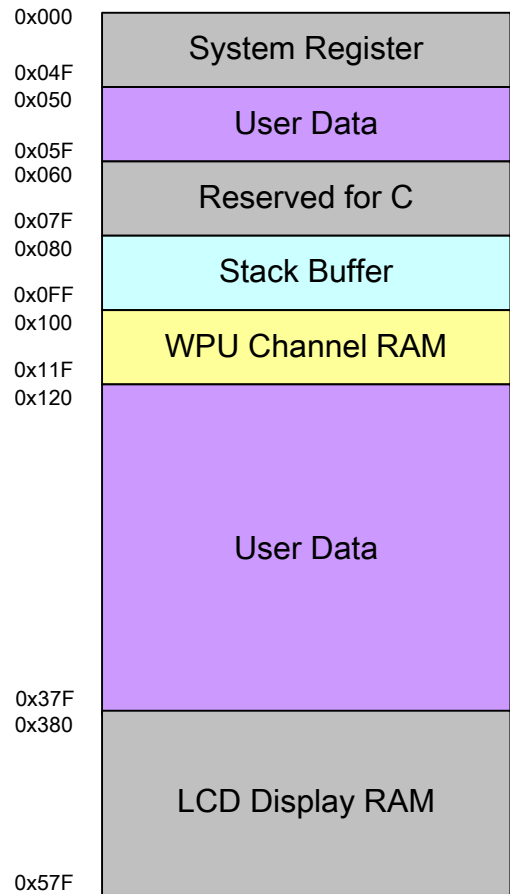 0x000
System Register
0x04F
0x050
User Data
0x05F
0x060
Reserved for C
0x07F
0x080
Stack Buffer
0x0FF
0x100
WPU Channel RAM
0x11F
0x120
User Data
0x37F
0x380
LCD Display RAM
0x57F